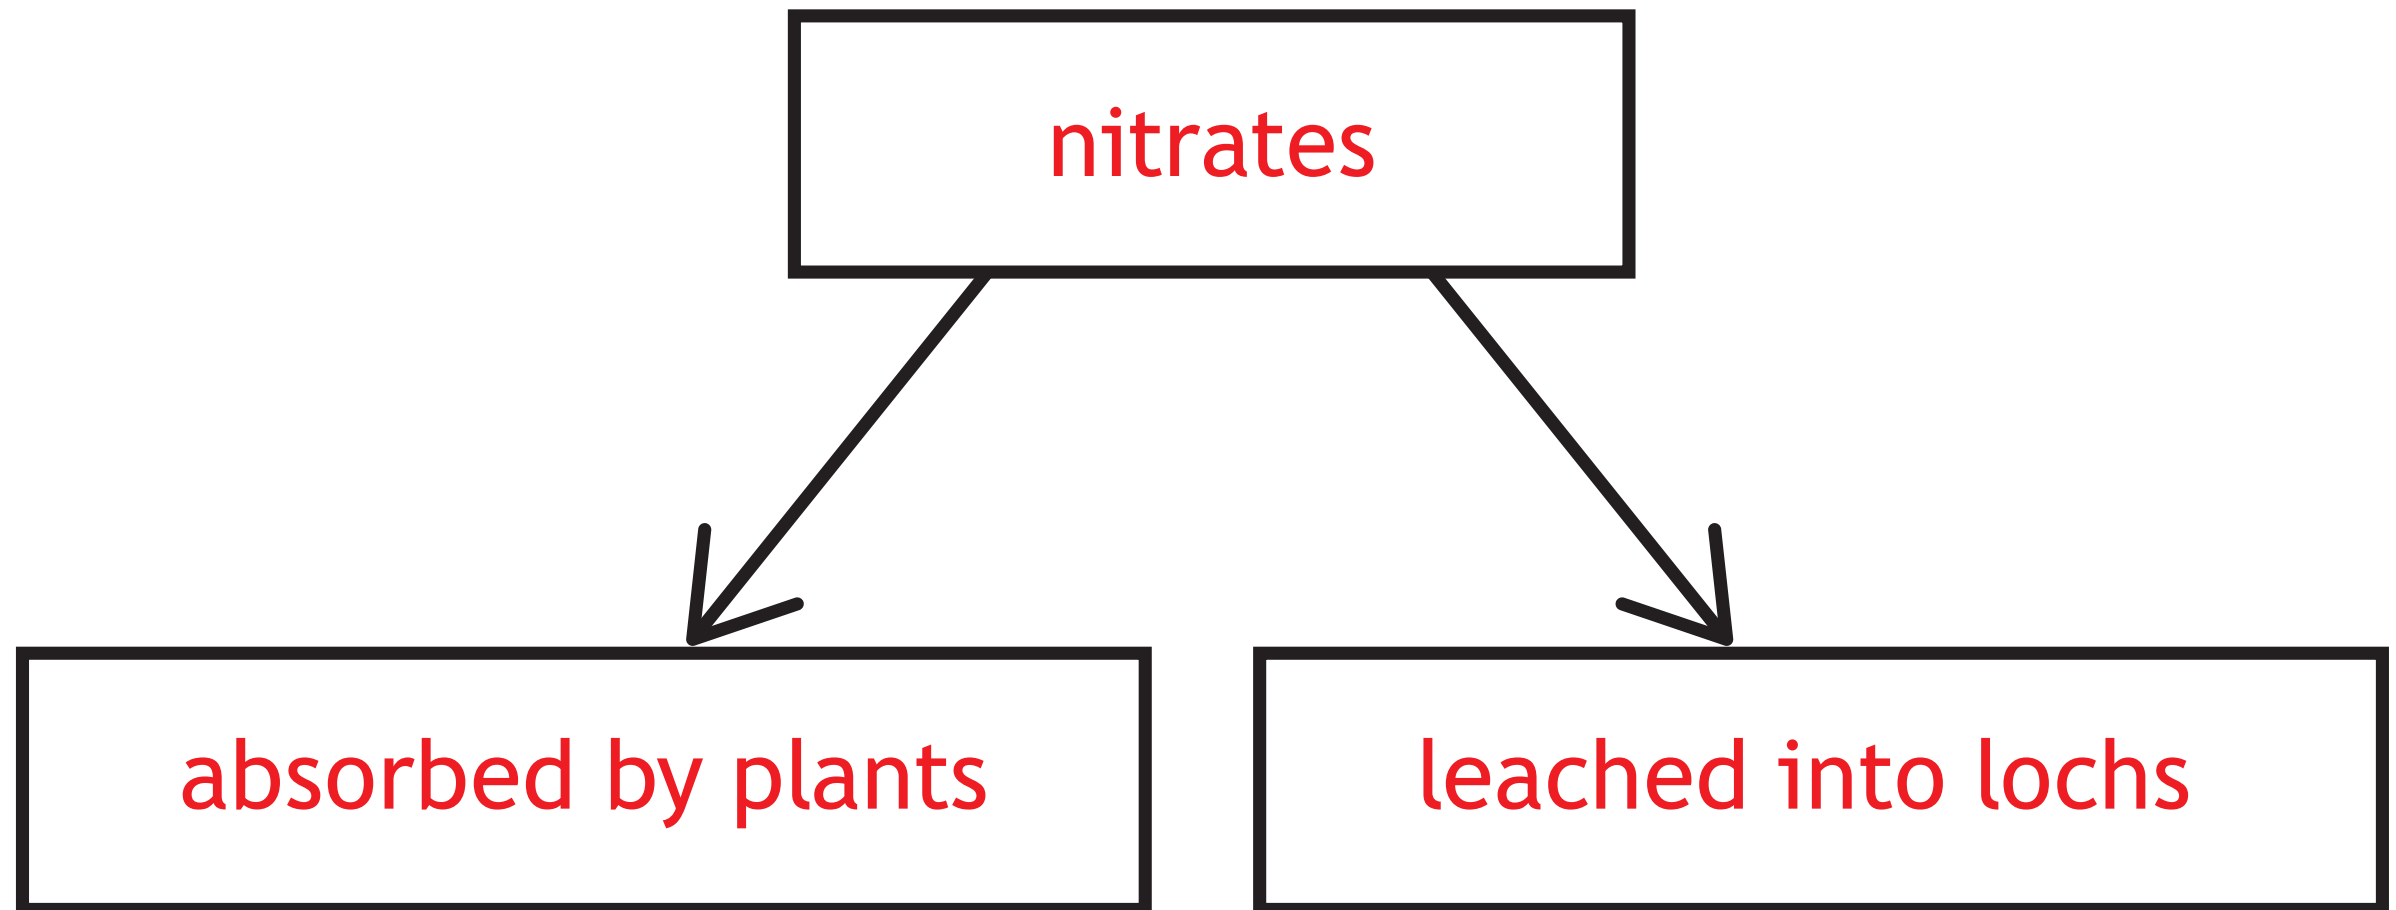 nitrates
absorbed by plants
leached into lochs